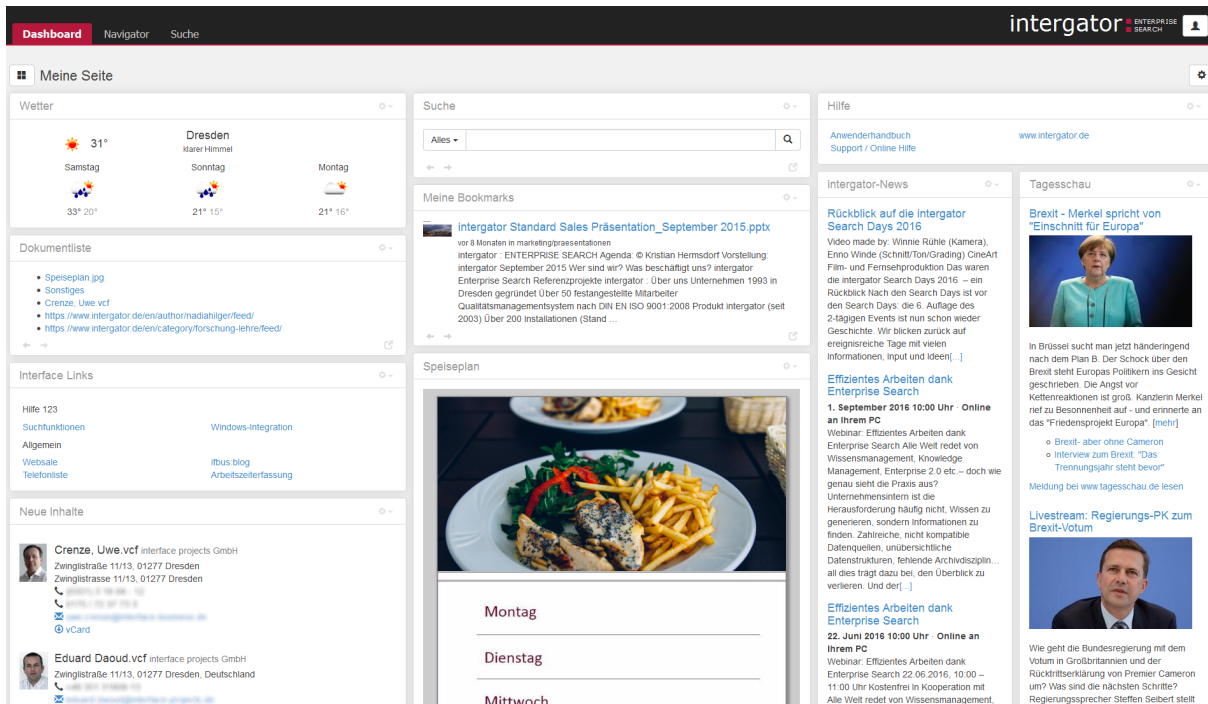 Dashboard
Navigator
Suche
intergator ENTERPRISE SEARCH
Meine Seite
Wetter
31°
Dresden
klarer Himmel
Samstag
Sonntag
Montag
33° 20°
21° 15°
21° 16°
Dokumentliste
Speiseplan.jpg
Sonstiges
Crenze, Uwe.vcf
https://www.intergator.de/en/author/nadiahilger/feed/
https://www.intergator.de/en/category/forschung-lehre/feed/
Interface Links
Hilfe 123
Suchfunktionen
Windows-Integration
Allgemein
Websale
ifbus:blog
Telefonliste
Arbeitszeiterfassung
Neue Inhalte
Crenze, Uwe.vcf interface projects GmbH
Zwinglistraße 11/13, 01277 Dresden
Zwinglistrasse 11/13, 01277 Dresden
vCard
Eduard Daoud.vcf interface projects GmbH
Zwinglistraße 11/13, 01277 Dresden, Deutschland
Suche
Alles
Meine Bookmarks
intergator Standard Sales Präsentation_September 2015.pptx
vor 8 Monaten in marketing/praesentationen
intergator : ENTERPRISE SEARCH Agenda: © Kristian Hermsdorf Vorstellung:
intergator September 2015 Wer sind wir? Was beschäftigt uns? intergator
Enterprise Search Referenzprojekte intergator : Über uns Unternehmen 1993 in
Dresden gegründet Über 50 festangestellte Mitarbeiter
Qualitätsmanagementsystem nach DIN EN ISO 9001:2008 Produkt intergator (seit
2003) Über 200 Installationen (Stand ...
Speiseplan
Montag
Dienstag
Mittwoch
Hilfe
Anwenderhandbuch
www.intergator.de
Support / Online Hilfe
intergator-News
Rückblick auf die intergator
Search Days 2016
Video made by: Winnie Rühle (Kamera),
Enno Winde (Schnitt/Ton/Grading) CineArt
Film- und Fernsehproduktion Das waren
die intergator Search Days 2016 – ein
Rückblick Nach den Search Days ist vor
den Search Days: die 6. Auflage des
2-tägigen Events ist nun schon wieder
Geschichte. Wir blicken zurück auf
ereignisreiche Tage mit vielen
Informationen, Input und Ideen[...]
Effizientes Arbeiten dank
Enterprise Search
1. September 2016 10:00 Uhr · Online
an Ihrem PC
Webinar: Effizientes Arbeiten dank
Enterprise Search Alle Welt redet von
Wissensmanagement, Knowledge
Management, Enterprise 2.0 etc.– doch wie
genau sieht die Praxis aus?
Unternehmensintern ist die
Herausforderung häufig nicht, Wissen zu
generieren, sondern Informationen zu
finden. Zahlreiche, nicht kompatible
Datenquellen, unübersichtliche
Datenstrukturen, fehlende Archivdisziplin...
all dies trägt dazu bei, den Überblick zu
verlieren. Und der[...]
Effizientes Arbeiten dank
Enterprise Search
22. Juni 2016 10:00 Uhr · Online an
Ihrem PC
Webinar: Effizientes Arbeiten dank
Enterprise Search 22.06.2016, 10:00 –
11:00 Uhr Kostenfrei In Kooperation mit
Alle Welt redet von Wissensmanagement,
Tagesschau
Brexit - Merkel spricht von
"Einschnitt für Europa"
In Brüssel sucht man jetzt händeringend
nach dem Plan B. Der Schock über den
Brexit steht Europas Politikern ins Gesicht
geschrieben. Die Angst vor
Kettenreaktionen ist groß. Kanzlerin Merkel
rief zu Besonnenheit auf - und erinnerte an
das "Friedensprojekt Europa". [mehr]
Brexit- aber ohne Cameron
Interview zum Brexit: "Das
Trennungsjahr steht bevor"
Meldung bei www.tagesschau.de lesen
Livestream: Regierungs-PK zum
Brexit-Votum
Wie geht die Bundesregierung mit dem
Votum in Großbritannien und der
Rücktrittserklärung von Premier Cameron
um? Was sind die nächsten Schritte?
Regierungssprecher Steffen Seibert stellt